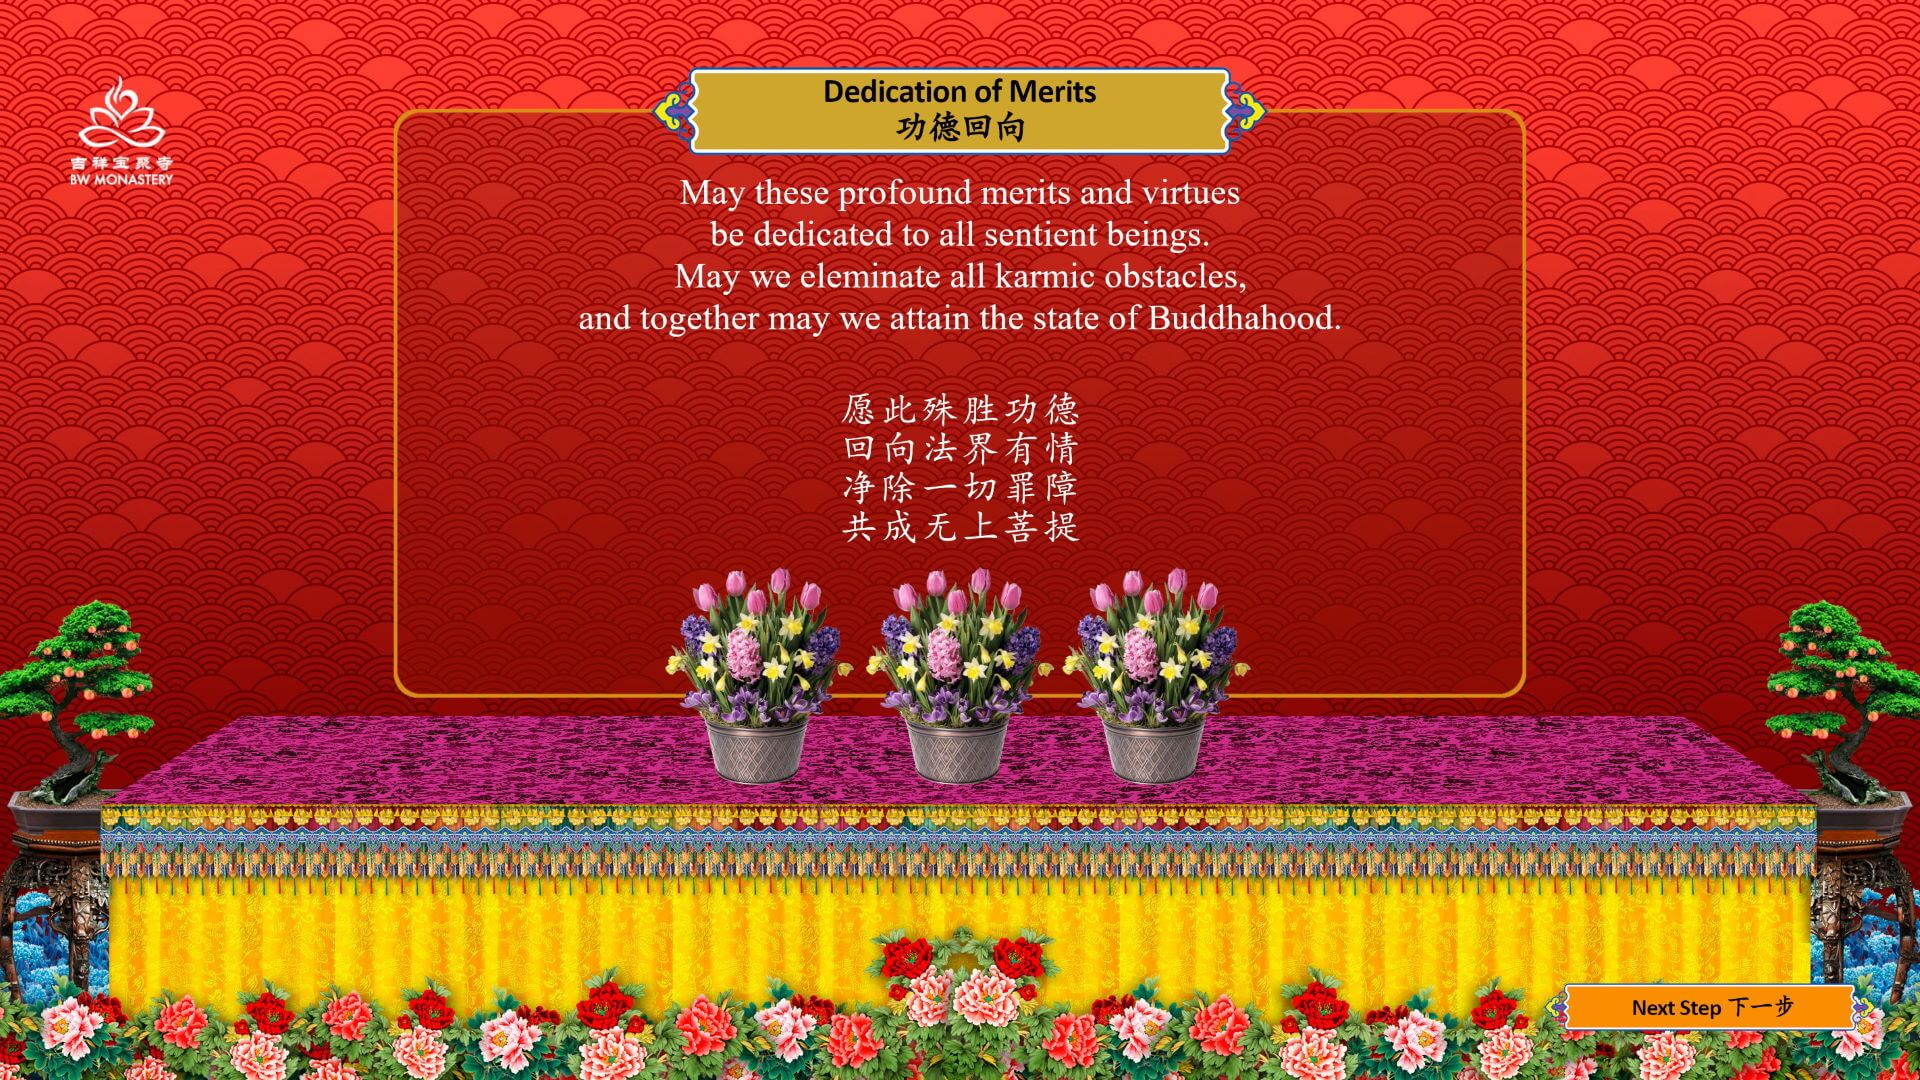 吉祥宝聚寺
BW MONASTERY
Dedication of Merits
功德回向
May these profound merits and virtues
be dedicated to all sentient beings.
May we eleminate all karmic obstacles,
and together may we attain the state of Buddhahood.
愿此殊胜功德
回向法界有情
净除一切罪障
共成无上菩提
Next Step 下一步